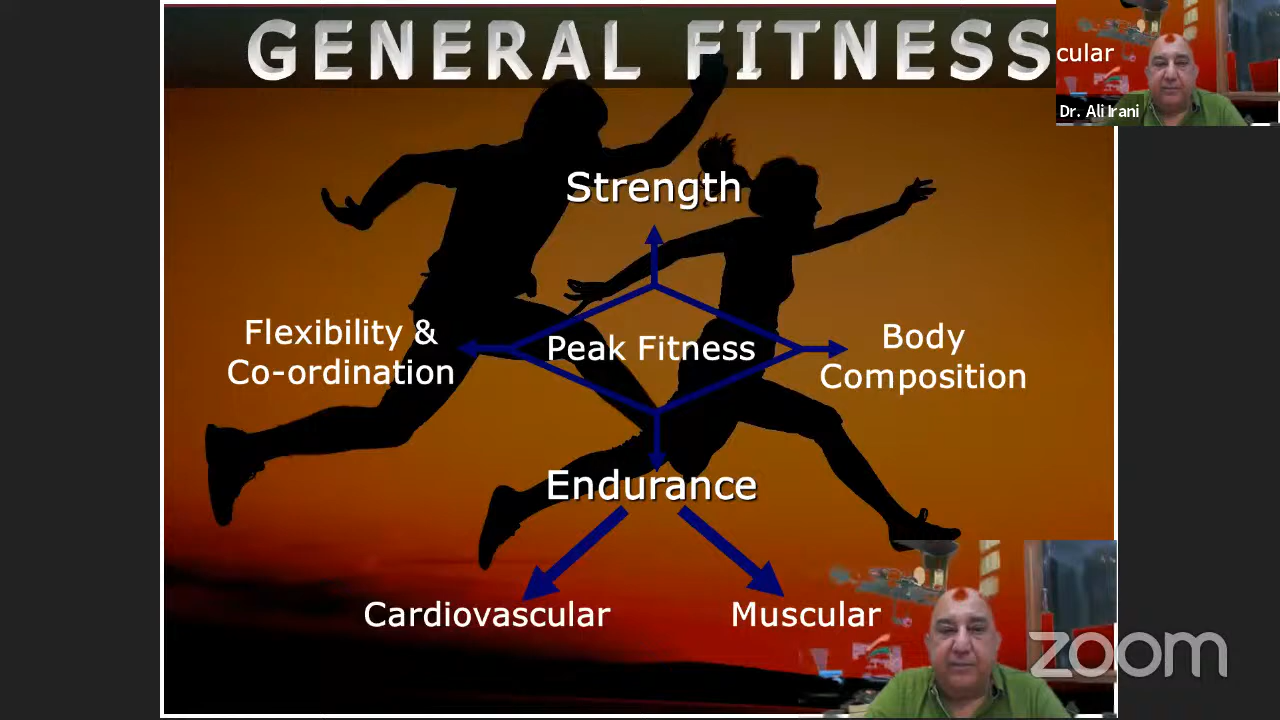 GENERAL FITNESS
cular
Dr. Ali Irani
Strength
Flexibility &
Co-ordination
Peak Fitness
Body
Composition
Endurance
Cardiovascular
Muscular
zoom